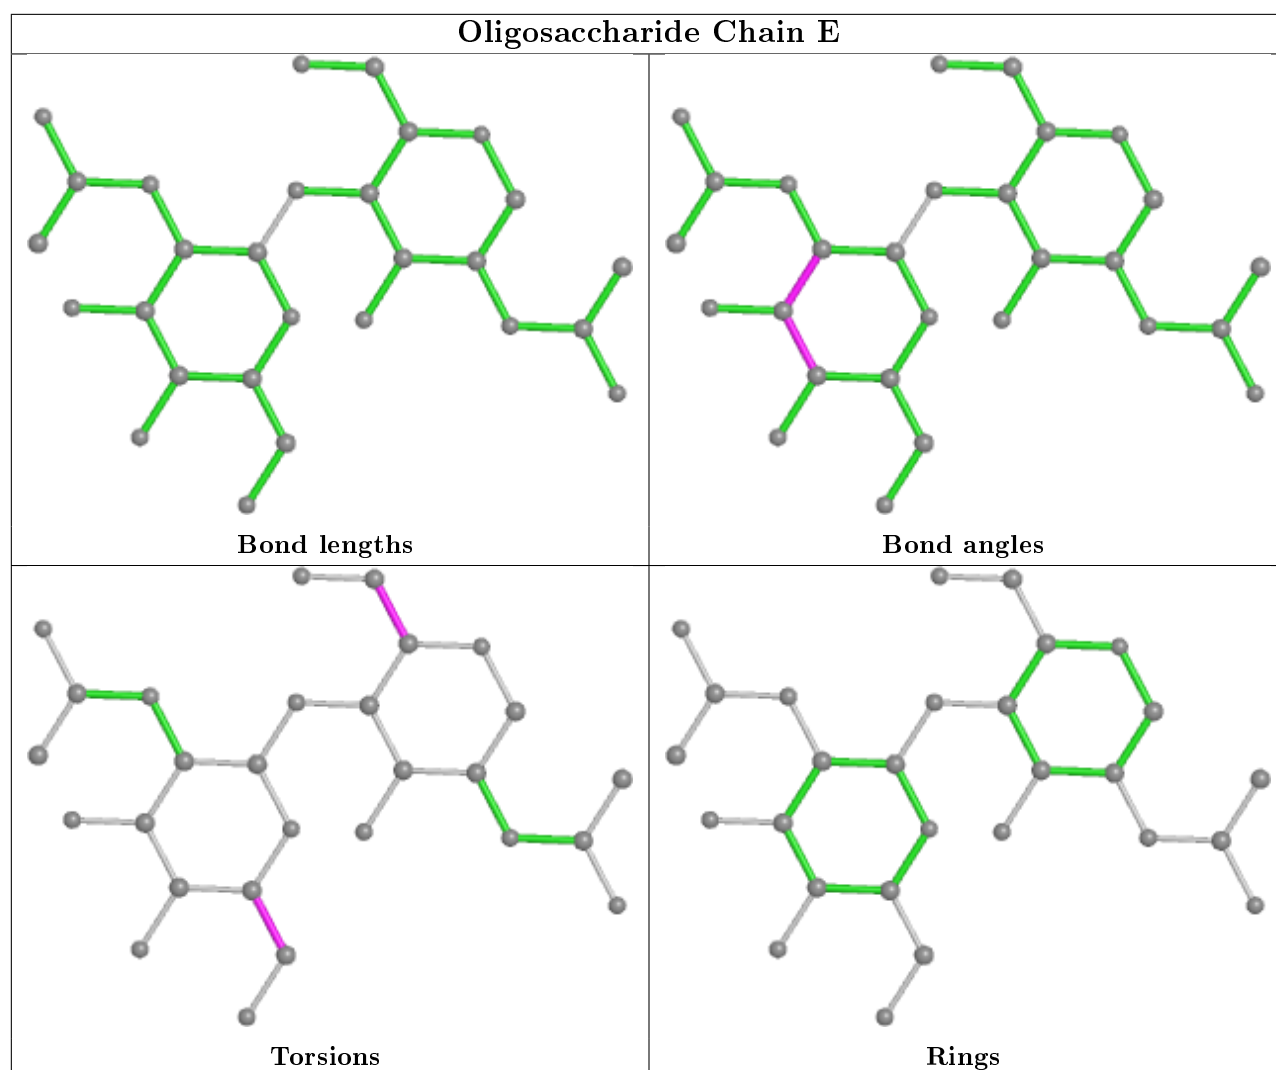 Oligosaccharide Chain E
Bond lengths
Bond angles
Torsions
Rings